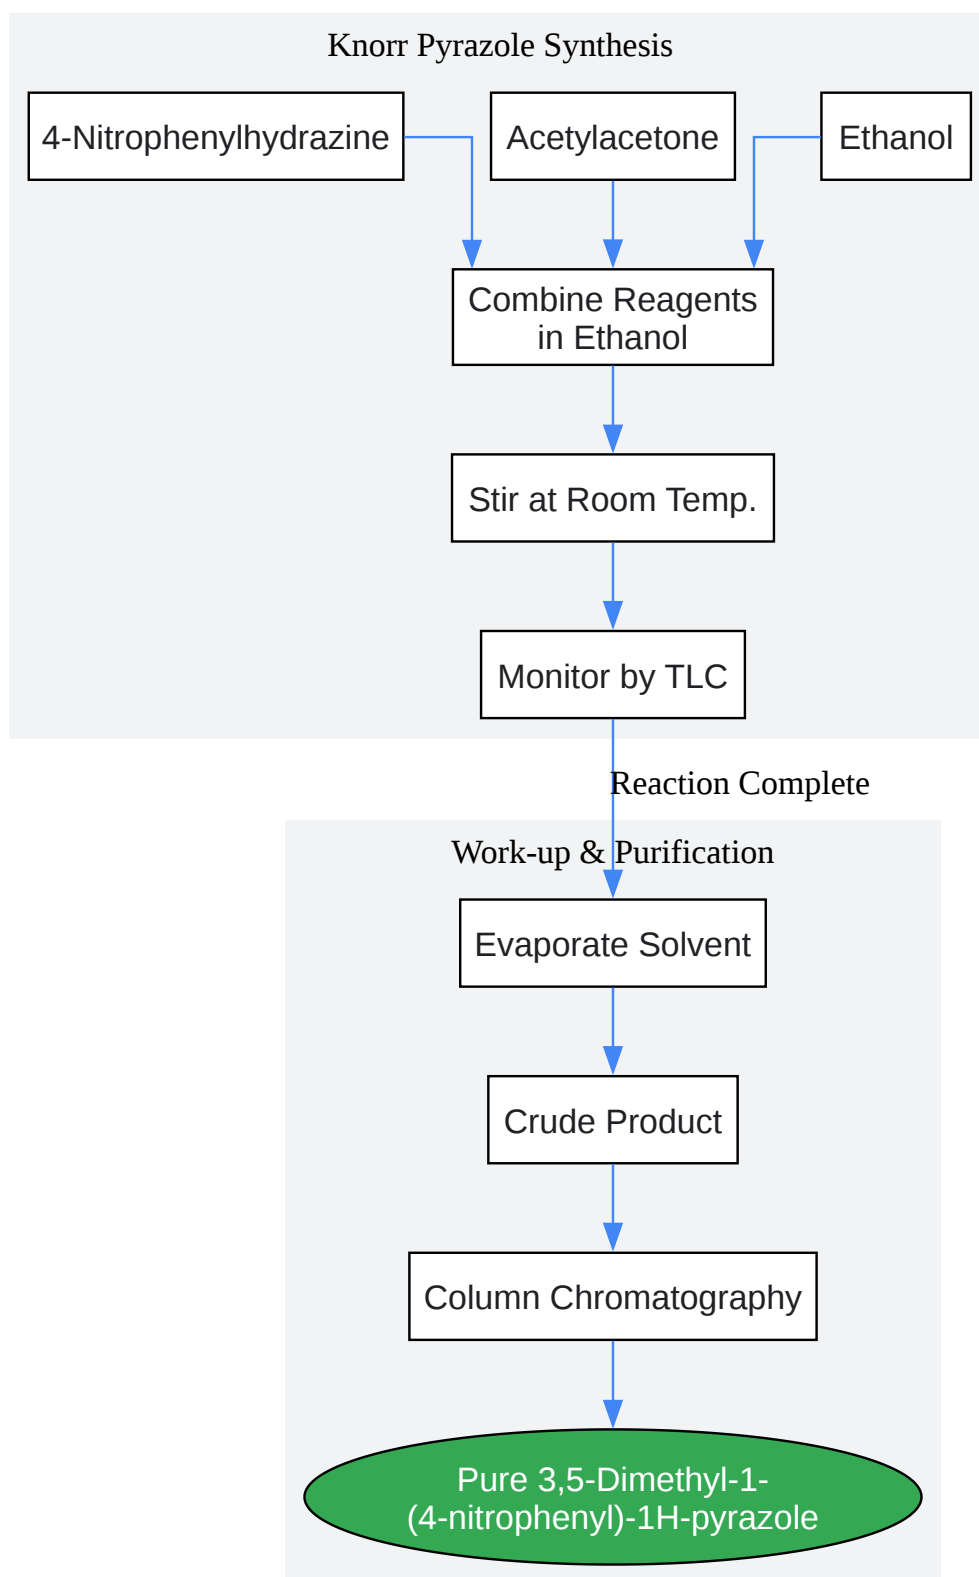 Knorr Pyrazole Synthesis
4-Nitrophenylhydrazine
Acetylacetone
Ethanol
Combine Reagents
in Ethanol
Stir at Room Temp.
Monitor by TLC
Reaction Complete
Work-up & Purification
Evaporate Solvent
Crude Product
Column Chromatography
Pure 3,5-Dimethyl-1-
(4-nitrophenyl)-1H-pyrazole